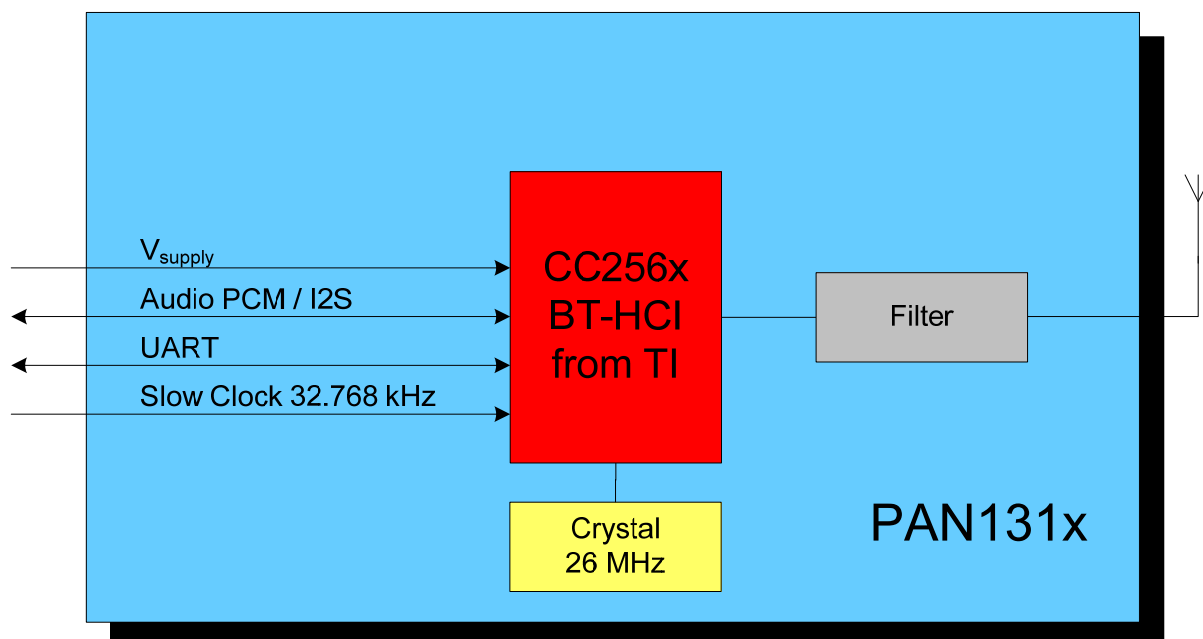 V_supply
Audio PCM / I2S
UART
Slow Clock 32.768 kHz
CC256x
BT-HCI
from TI
Filter
Crystal
26 MHz
PAN131x